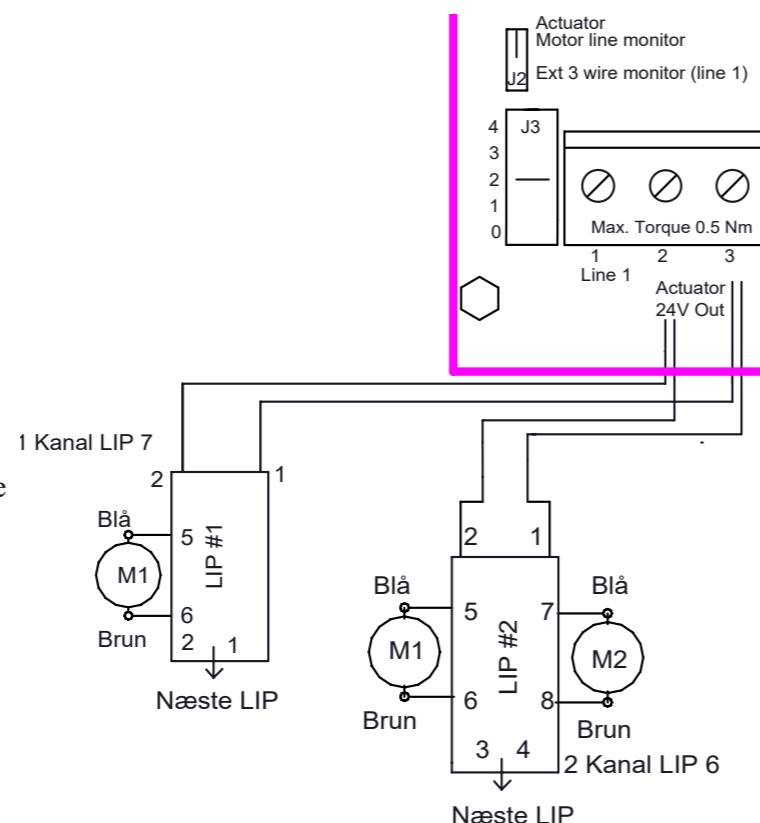 Actuator
Motor line monitor
J2 Ext 3 wire monitor (line 1)
4 J3
3
2
1
0
Max. Torque 0.5 Nm
1 2 3
Line 1
Actuator
24V Out
1 Kanal LIP 7
2 1
e
Blå
5
LIP #1
M1
6
Brun
2 1
Næste LIP
2 1
Blå
5
LIP #2
7
Blå
M1
M2
6
8
Brun
Brun
3 4
2 Kanal LIP 6
Næste LIP